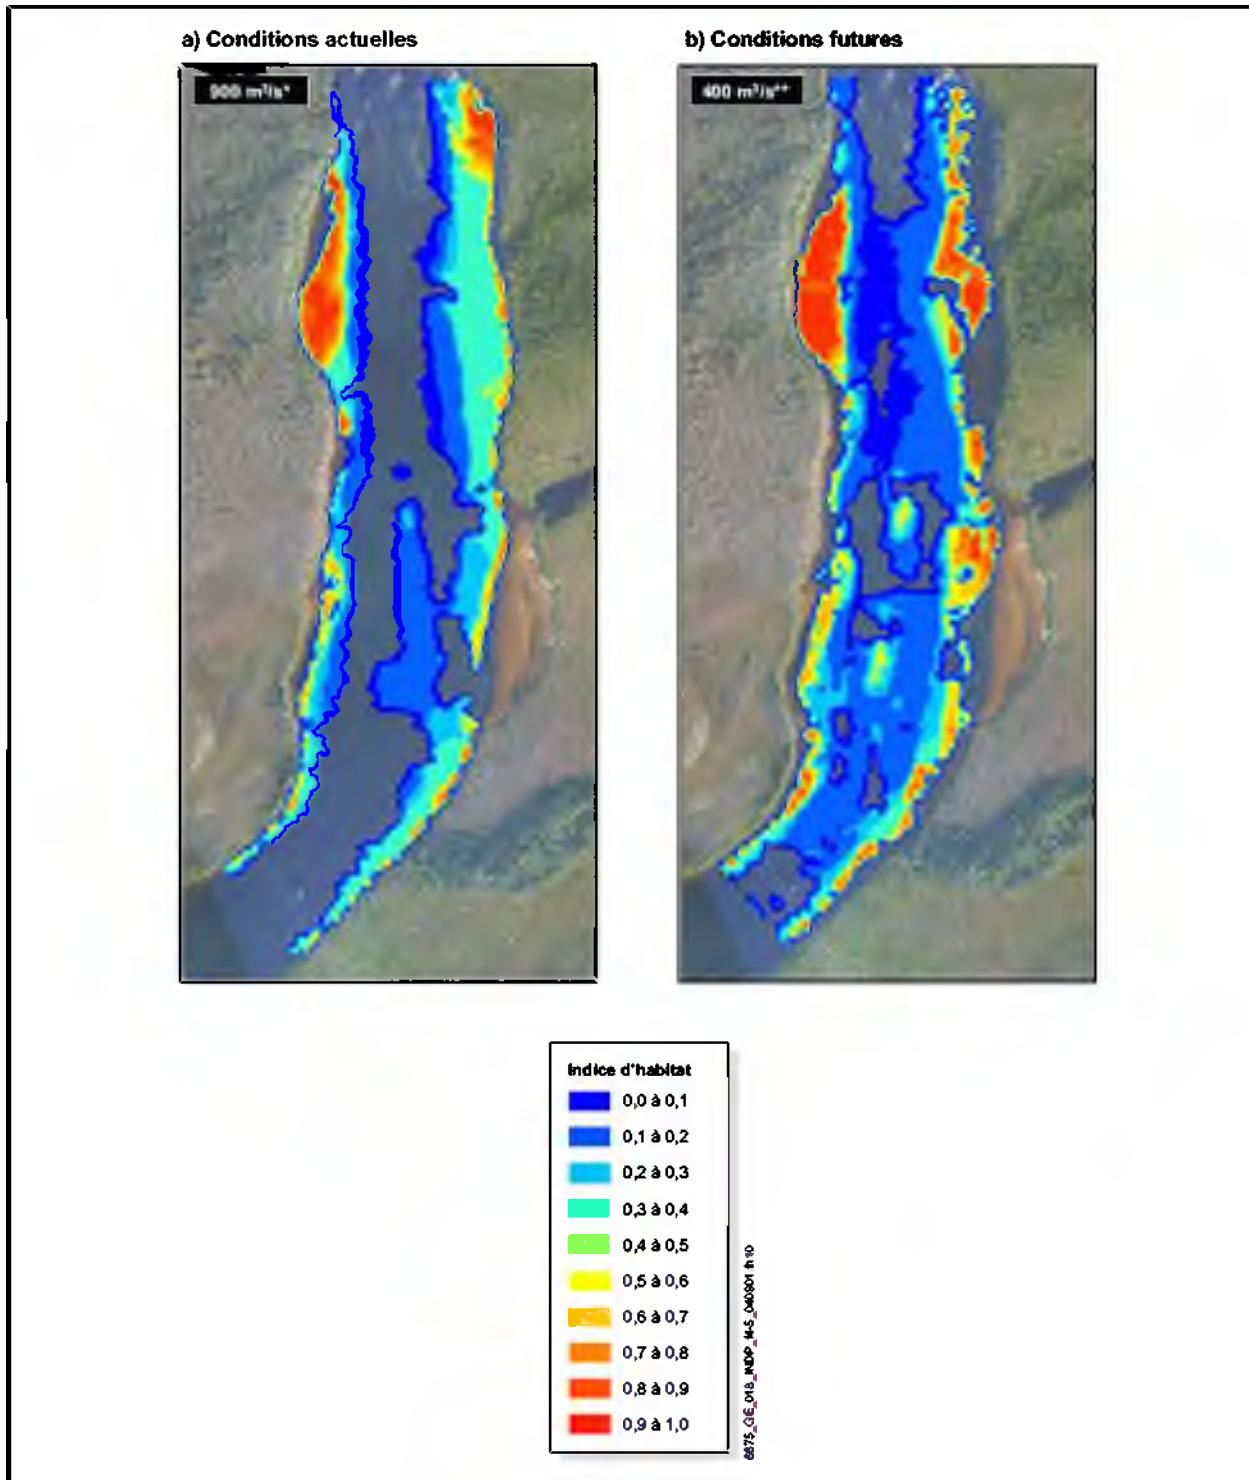 a) Conditions actuelles
b) Conditions futures
900 m³/s*
400 m³/s**
Indice d'habitat
0,0 à 0,1
0,1 à 0,2
0,2 à 0,3
0,3 à 0,4
0,4 à 0,5
0,5 à 0,6
0,6 à 0,7
0,7 à 0,8
0,8 à 0,9
0,9 à 1,0